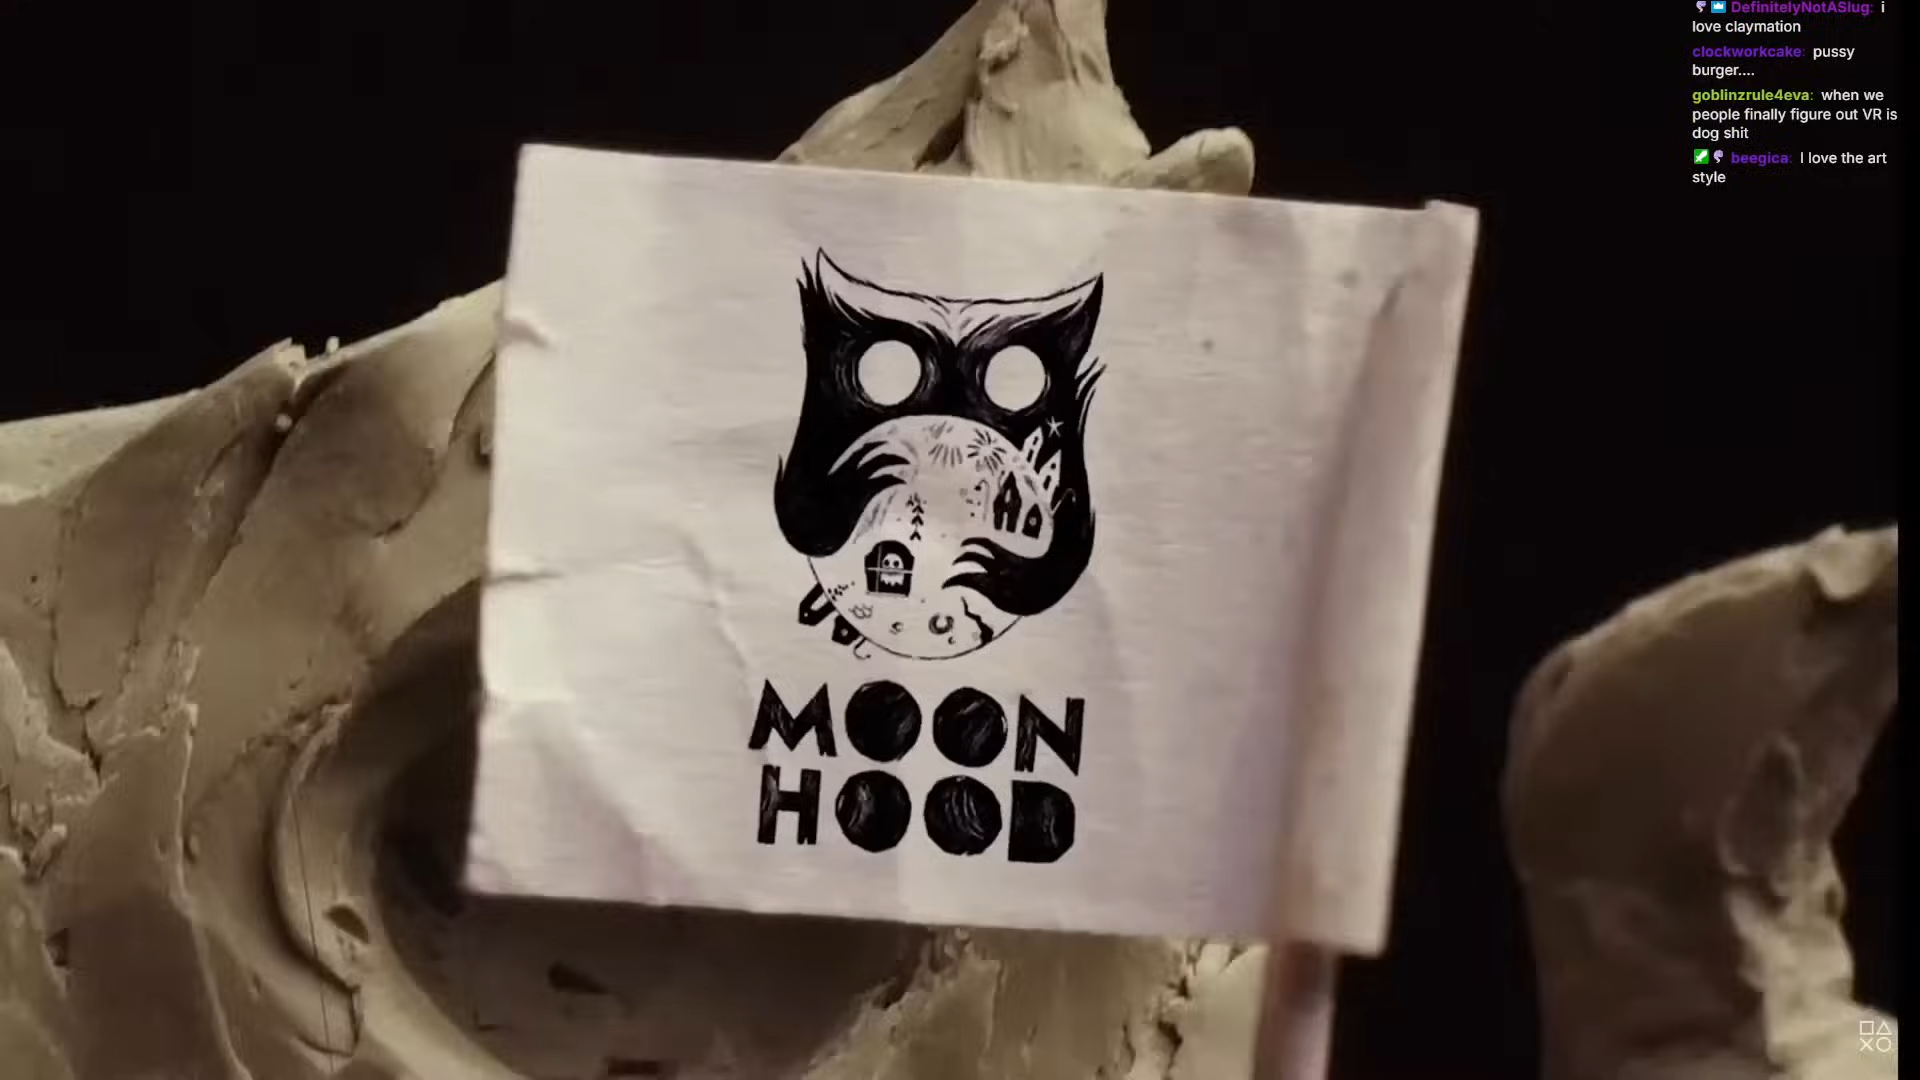 DefinitelyNotASlug: i
love claymation
clockworkcake: pussy
burger....
goblinzrule4eva: when we
people finally figure out VR is
dog shit
beegica: I love the art
style
MOON
HOOD